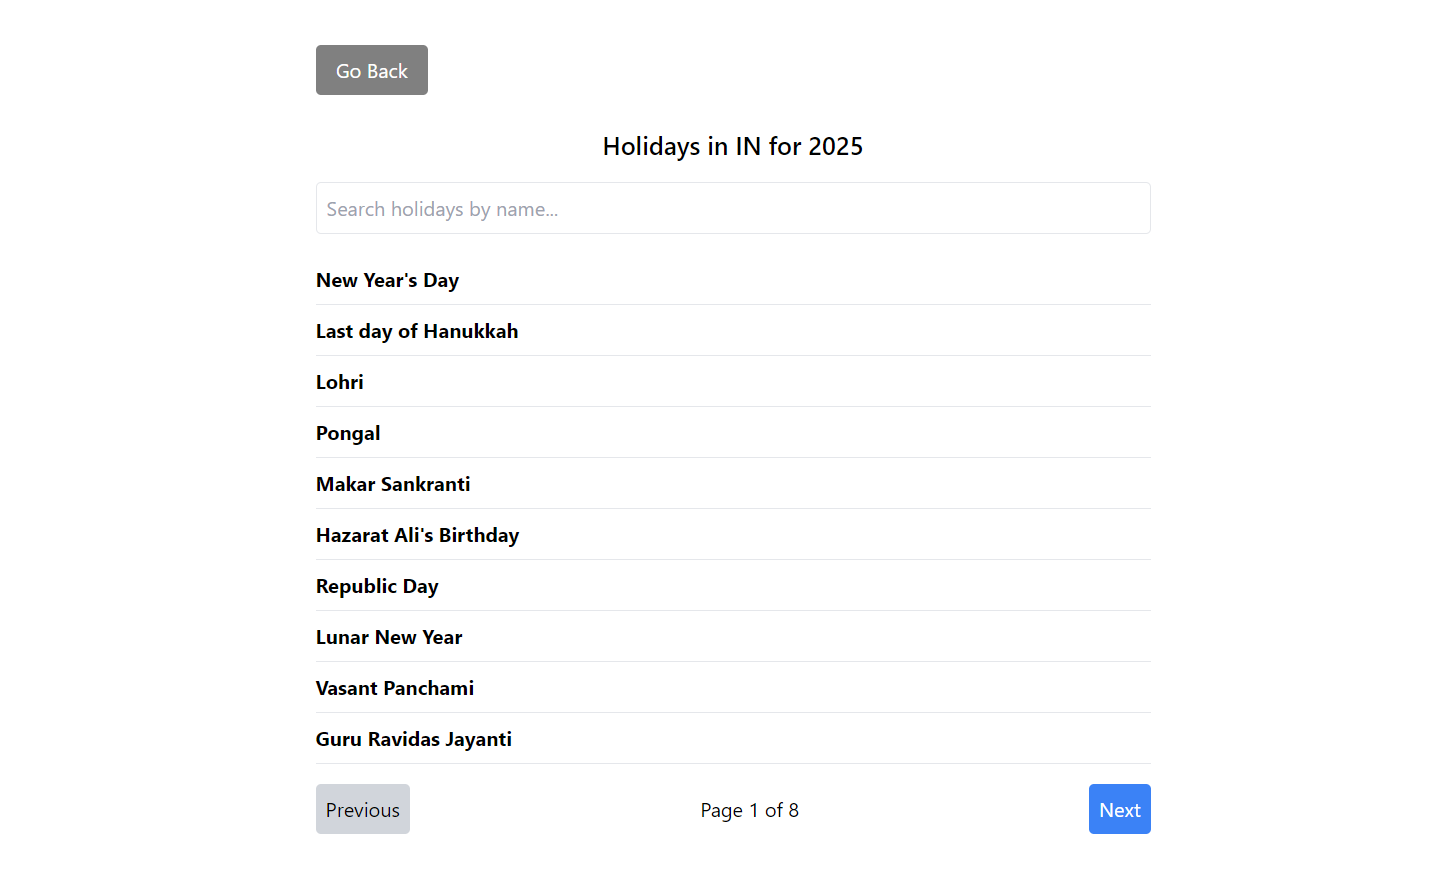 Go Back
Holidays in IN for 2025
Search holidays by name...
New Year's Day
Last day of Hanukkah
Lohri
Pongal
Makar Sankranti
Hazarat Ali's Birthday
Republic Day
Lunar New Year
Vasant Panchami
Guru Ravidas Jayanti
Previous Page 1 of 8 Next